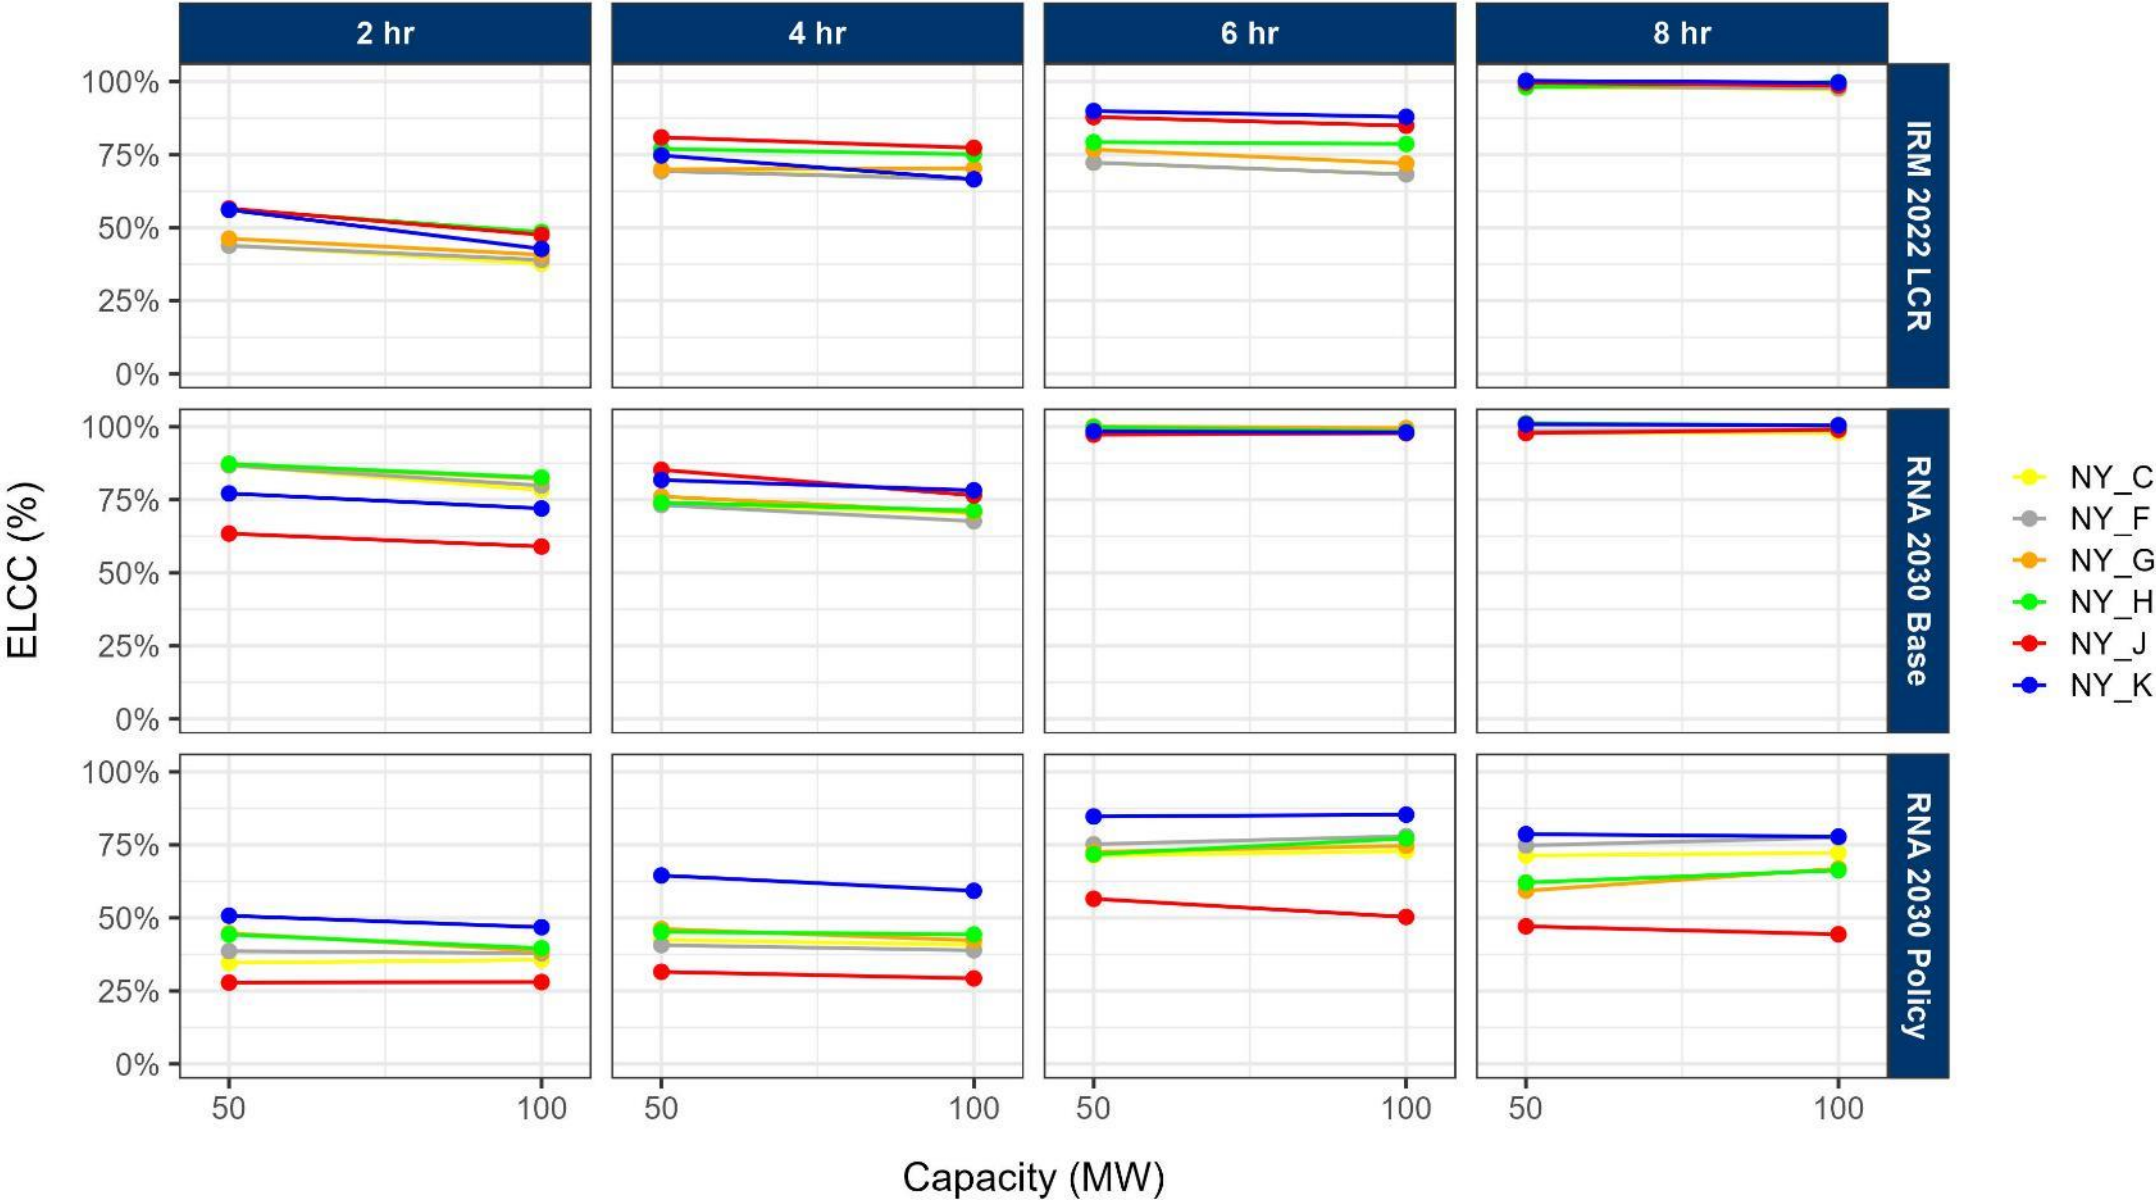 2 hr 4 hr 6 hr 8 hr
100%
75%
50%
25%
0%
IRM 2022 LCR
100%
75%
50%
25%
0%
RNA 2030 Base
100%
75%
50%
25%
0%
RNA 2030 Policy
ELCC (%)
50 100 50 100 50 100 50 100
Capacity (MW)
NY_C
NY_F
NY_G
NY_H
NY_J
NY_K